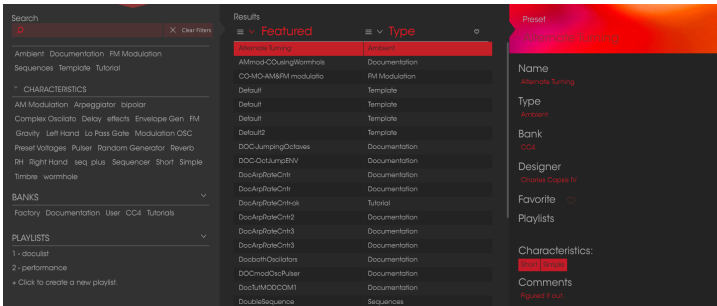 Search
Clear Filters
Ambient Documentation FM Modulation
Sequences Template Tutorial
CHARACTERISTICS
AM Modulation Arpeggiator bipolar
Complex Oscilato Delay effects Envelope Gen FM
Gravity Left Hand Lo Pass Gate Modulation OSC
Preset Voltages Pulser Random Generator Reverb
RH Right Hand seq plus Sequencer Short Simple
Timbre wormhole
BANKS
Factory Documentation User CC4 Tutorials
PLAYLISTS
1 - doculist
2 - performance
+ Click to create a new playlist.
Results
Featured Type
Alternate Turning Ambient
AMmod-COusingWormhols Documentation
CO-MO-AM&FM modulatio FM Modulation
Default Template
Default Template
Default Template
Default2 Template
DOC-JumpingOctaves Documentation
DOC-OctJumpENV Documentation
DocArpRateCntr Documentation
DocArpRateCntr Documentation
DocArpRateCntr-ok Tutorial
DocArpRateCntr2 Documentation
DocArpRateCntr3 Documentation
DocArpRateCntr3 Documentation
DocbothOscilators Documentation
DOCmodOscPulser Documentation
DocTutMODCOM1 Documentation
DoubleSequence Sequences
Preset
Alternate Turning
Name
Alternate Turning
Type
Ambient
Bank
CC4
Designer
Charles Capsis IV
Favorite
Playlists
Characteristics:
Short Simple
Comments
Figured it out.